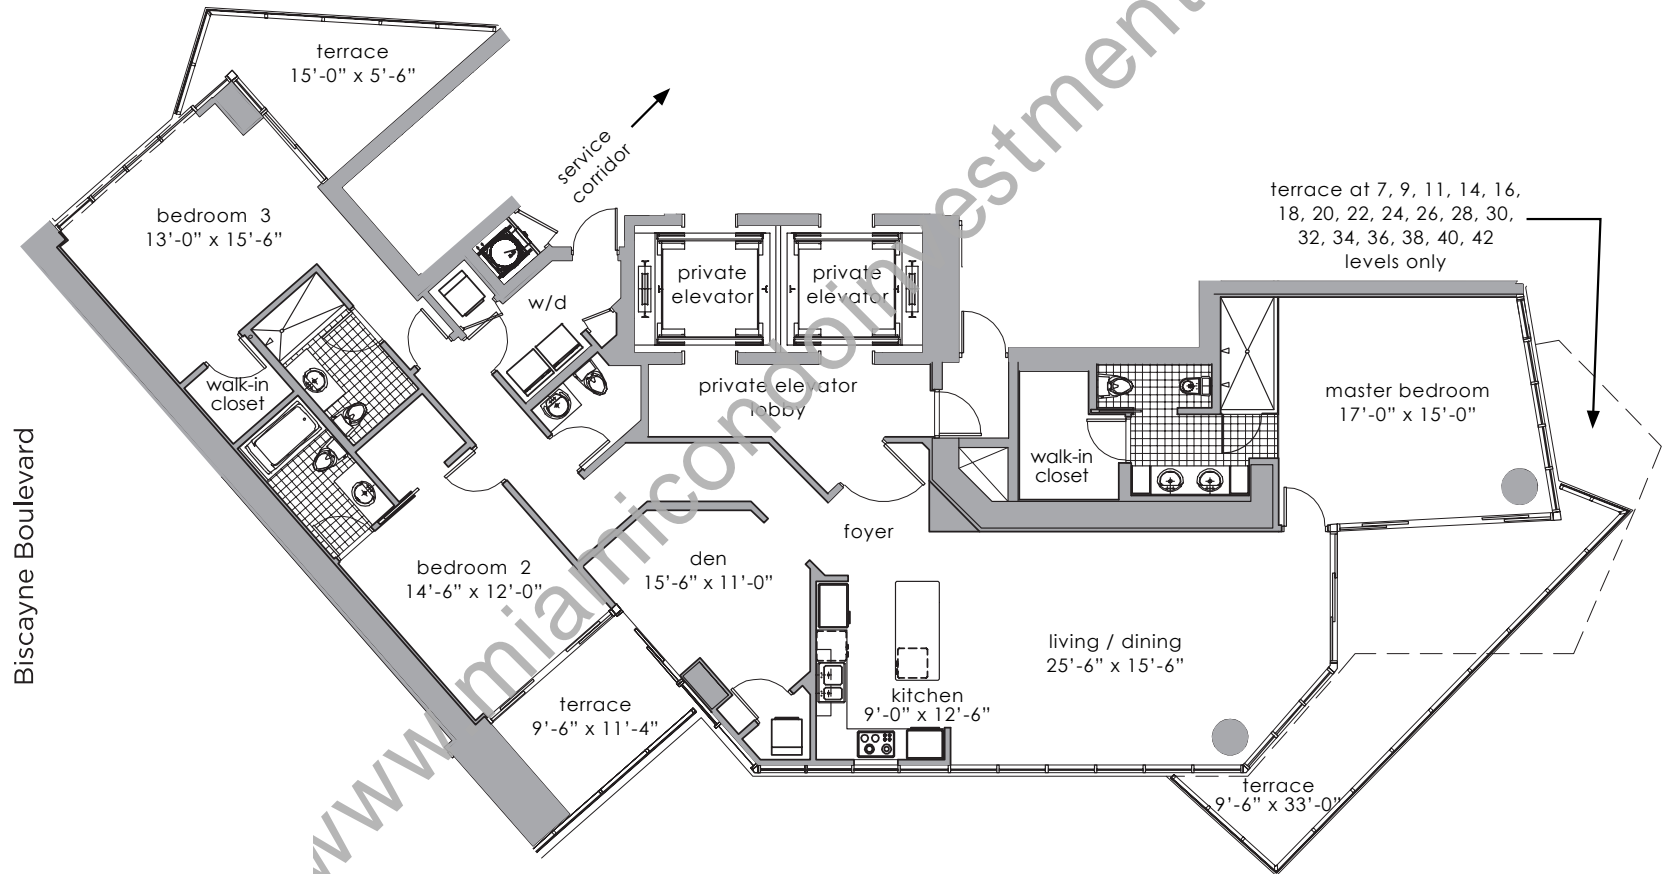 terrace
15’-0” x 5’-6”
service
corridor
terrace at 7, 9, 11, 14, 16,
18, 20, 22, 24, 26, 28, 30,
32, 34, 36, 38, 40, 42
levels only
bedroom 3
13’-0” x 15’-6”
private
elevator
private
elevator
w/d
walk-in
closet
private elevator
lobby
master bedroom
17’-0” x 15’-0”
walk-in
closet
foyer
den
15’-6” x 11’-0”
bedroom 2
14’-6” x 12’-0”
living / dining
25’-6” x 15’-6”
kitchen
9’-0” x 12’-6”
terrace
9’-6” x 11’-4”
terrace
9’-6” x 33’-0”
Biscayne Boulevard
www.miamicondoinvestment